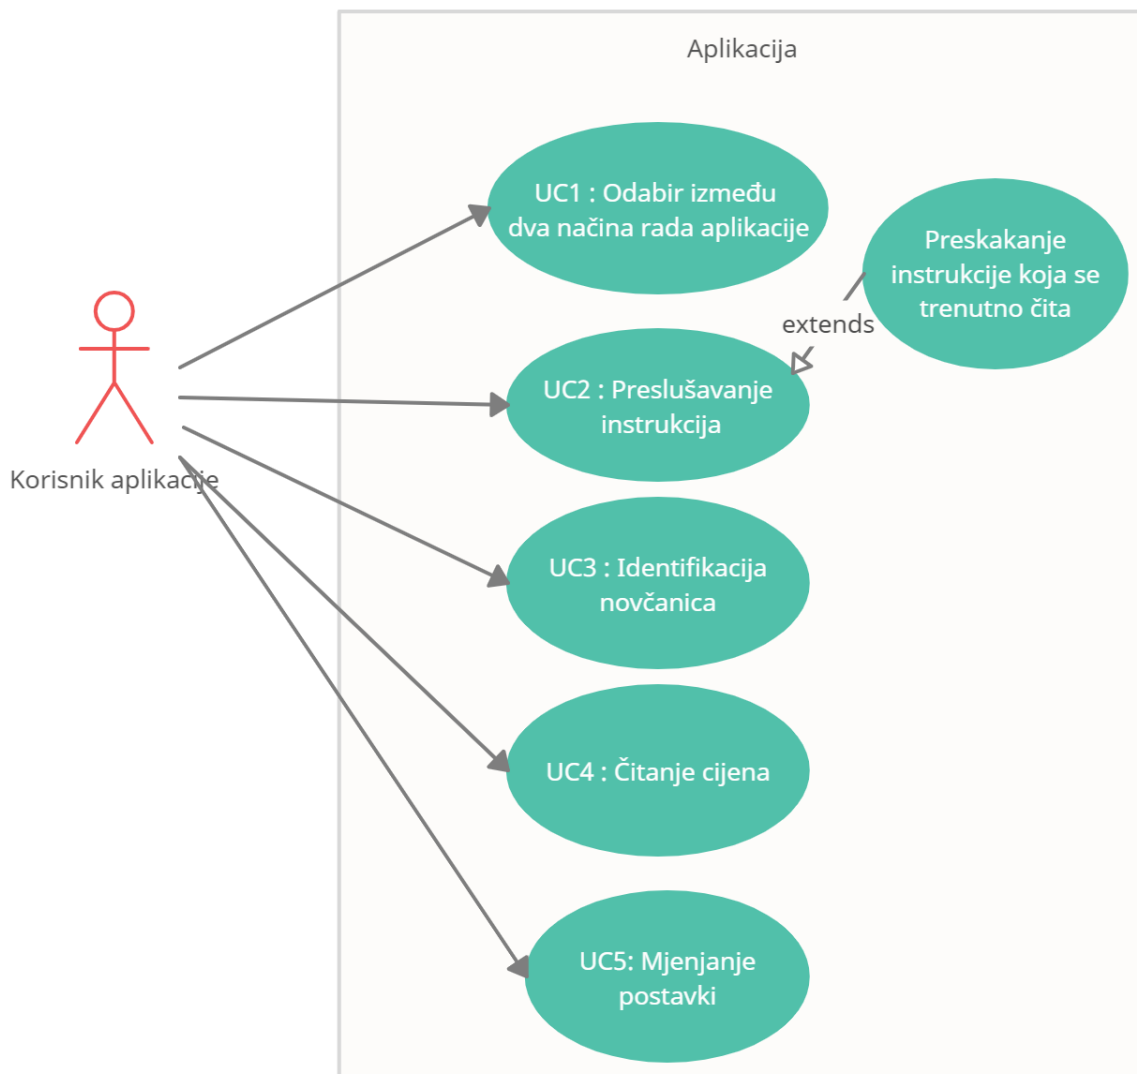 Aplikacija
UC1 : Odabir između
dva načina rada aplikacije
Preskakanje
instrukcije koja se
trenutno čita
extends
UC2 : Preslušavanje
instrukcija
Korisnik aplikacije
UC3 : Identifikacija
novčanica
UC4 : Čitanje cijena
UC5: Mjenjanje
postavki